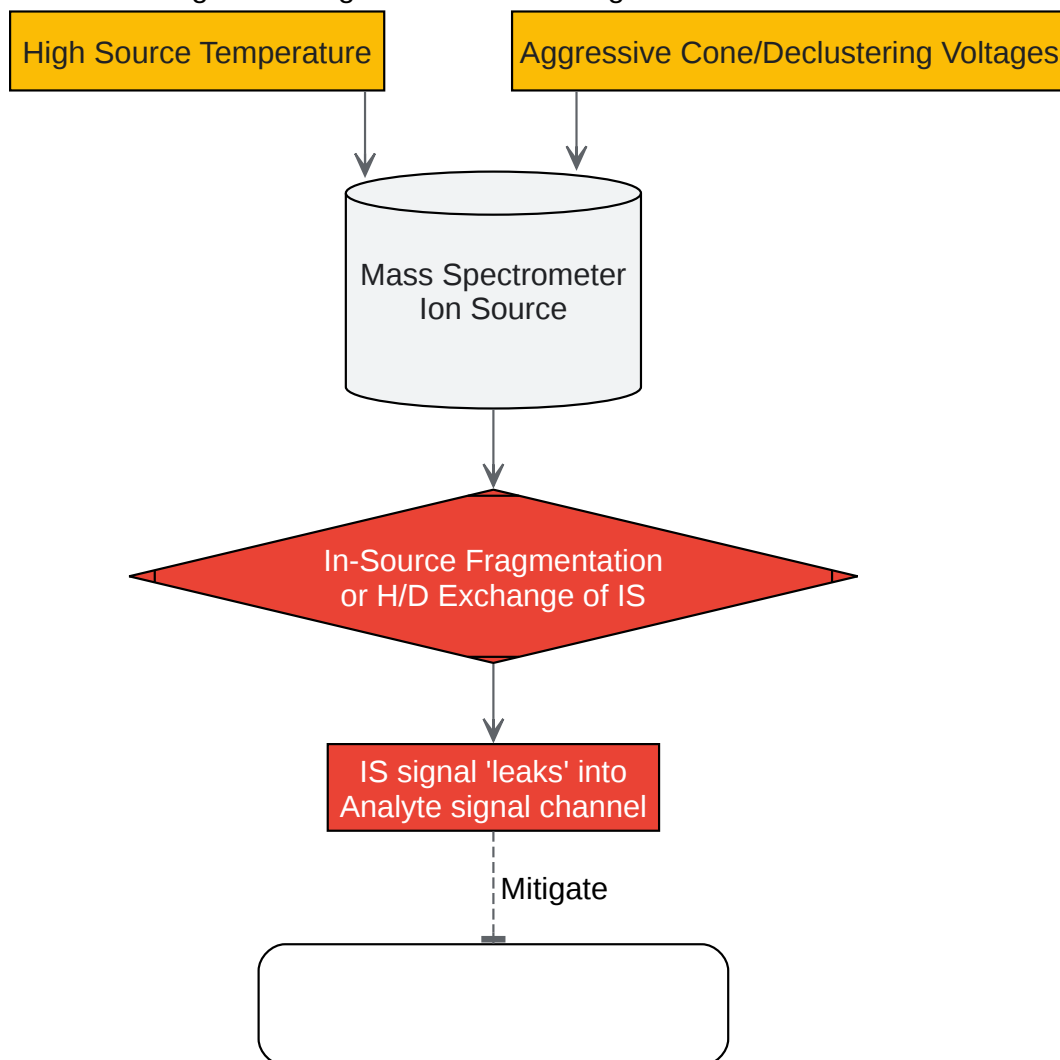 High Source Temperature
Aggressive Cone/Declustering Voltages
Mass Spectrometer
Ion Source
In-Source Fragmentation
or H/D Exchange of IS
IS signal 'leaks' into
Analyte signal channel
Mitigate